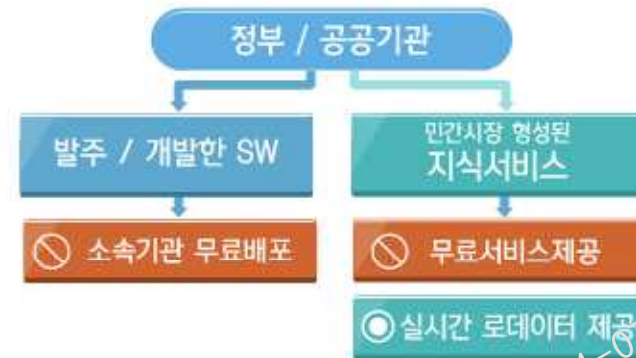 정부 / 공공기관
발주 / 개발한 SW
민간시장 형성된
지식서비스
소속기관 무료배포
무료서비스제공
실시간 로데이터 제공